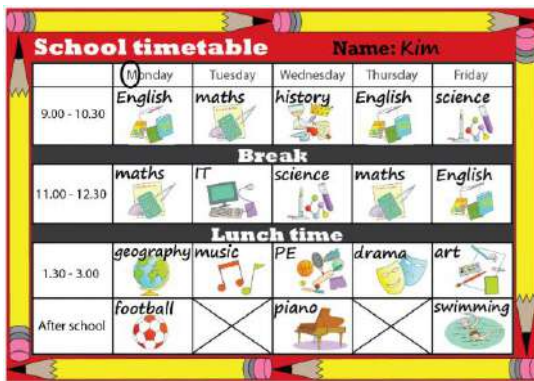 School timetable Name: Kim
Monday Tuesday Wednesday Thursday Friday
9.00 - 10.30 English maths history English science
Break
11.00 - 12.30 maths IT science maths English
Lunch time
1.30 - 3.00 geography music PE drama art
After school football piano swimming